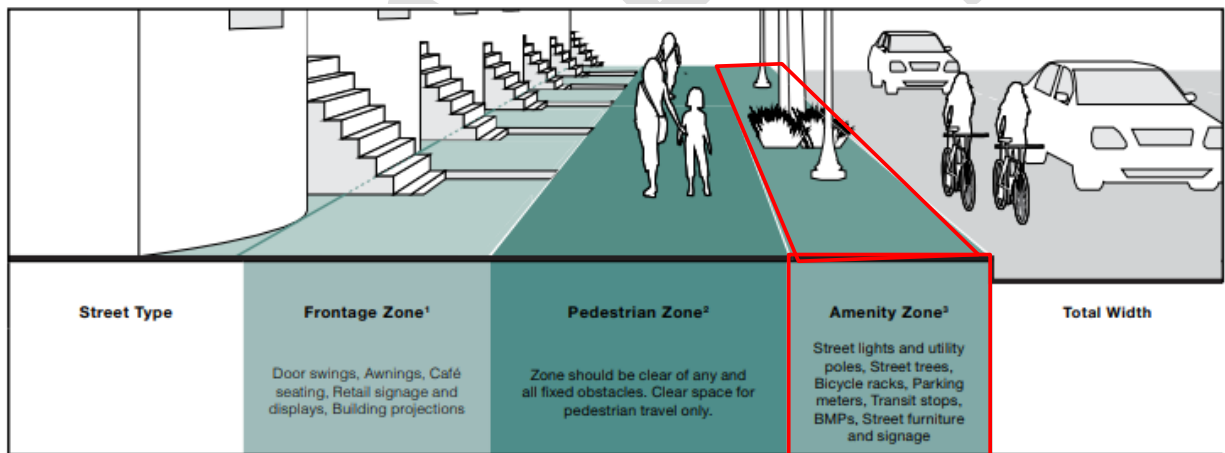 Street Type
Frontage Zone¹
Door swings, Awnings, Café
seating, Retail signage and
displays, Building projections
Pedestrian Zone²
Zone should be clear of any and
all fixed obstacles. Clear space for
pedestrian travel only.
Amenity Zone³
Street lights and utility
poles, Street trees,
Bicycle racks, Parking
meters, Transit stops,
BMPs, Street furniture
and signage
Total Width